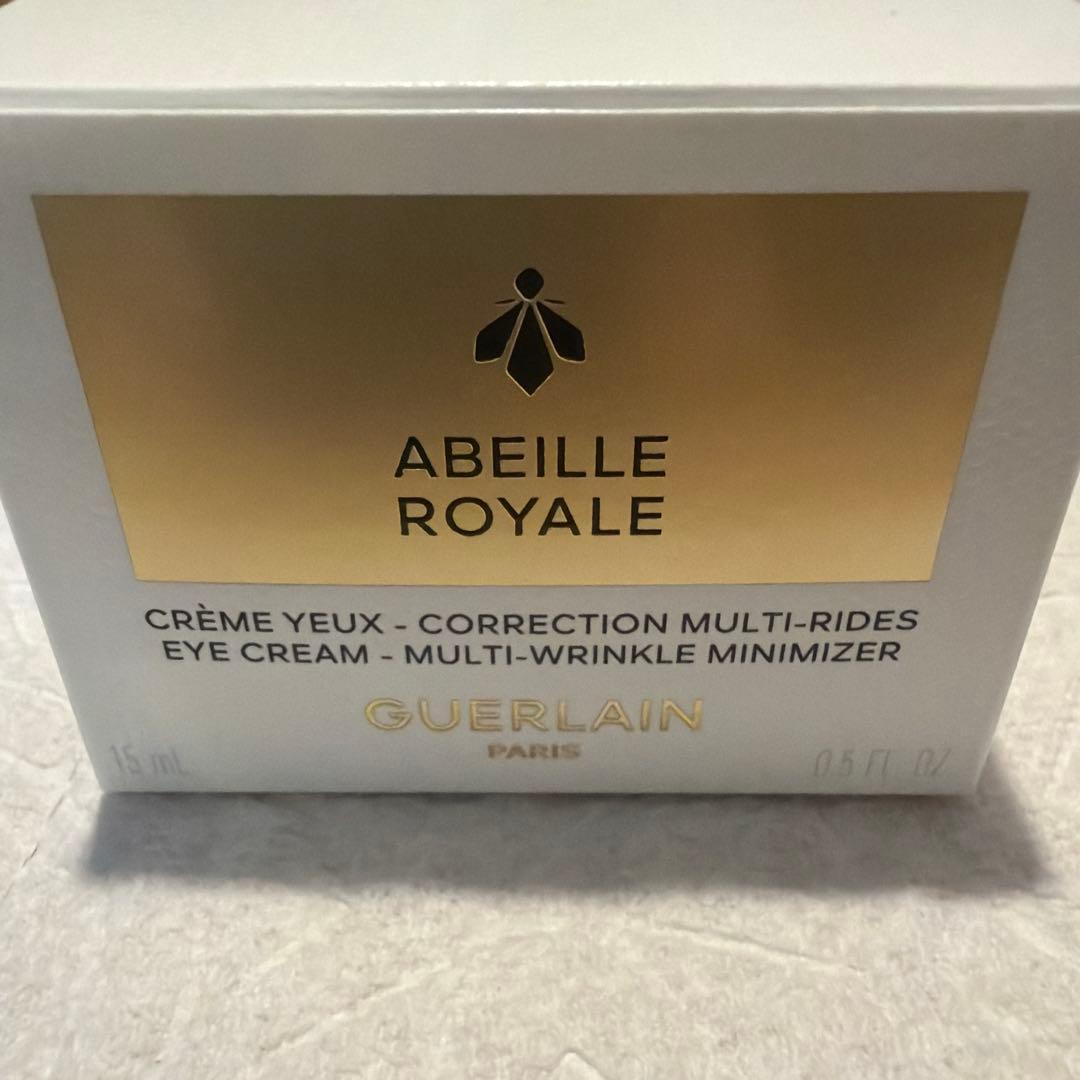 ABEILLE
ROYALE
CRÈME YEUX - CORRECTION MULTI-RIDES
EYE CREAM - MULTI-WRINKLE MINIMIZER
GUERLAIN
PARIS
15 mL 0.5 FL OZ